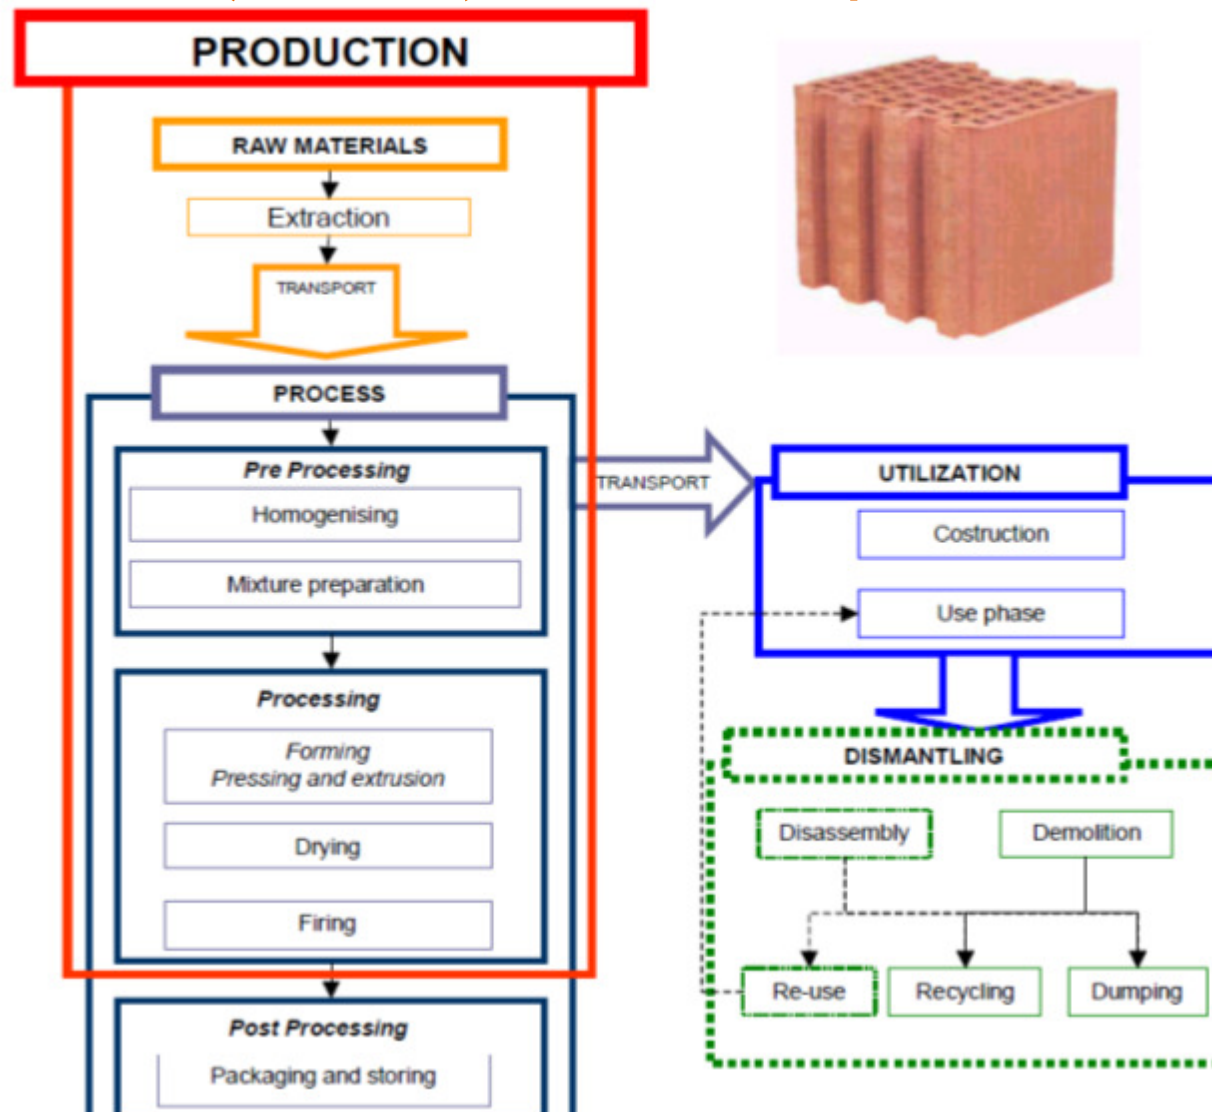 PRODUCTION
RAW MATERIALS
Extraction
TRANSPORT
PROCESS
Pre Processing
Homogenising
Mixture preparation
Processing
Forming
Pressing and extrusion
Drying
Firing
Post Processing
Packaging and storing
TRANSPORT
UTILIZATION
Costruction
Use phase
DISMANTLING
Disassembly
Demolition
Re-use
Recycling
Dumping